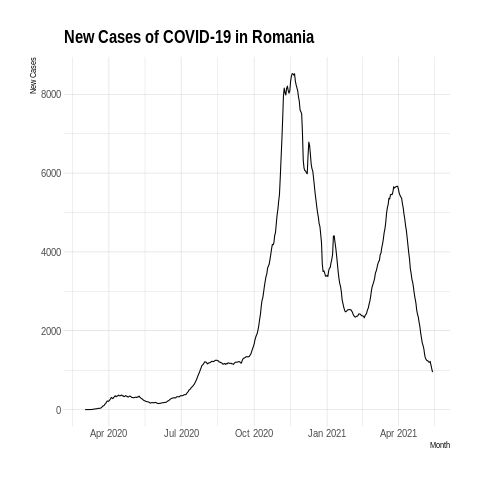 New Cases of COVID-19 in Romania
New Cases
8000
6000
4000
2000
0
Apr 2020 Jul 2020 Oct 2020 Jan 2021 Apr 2021
Month